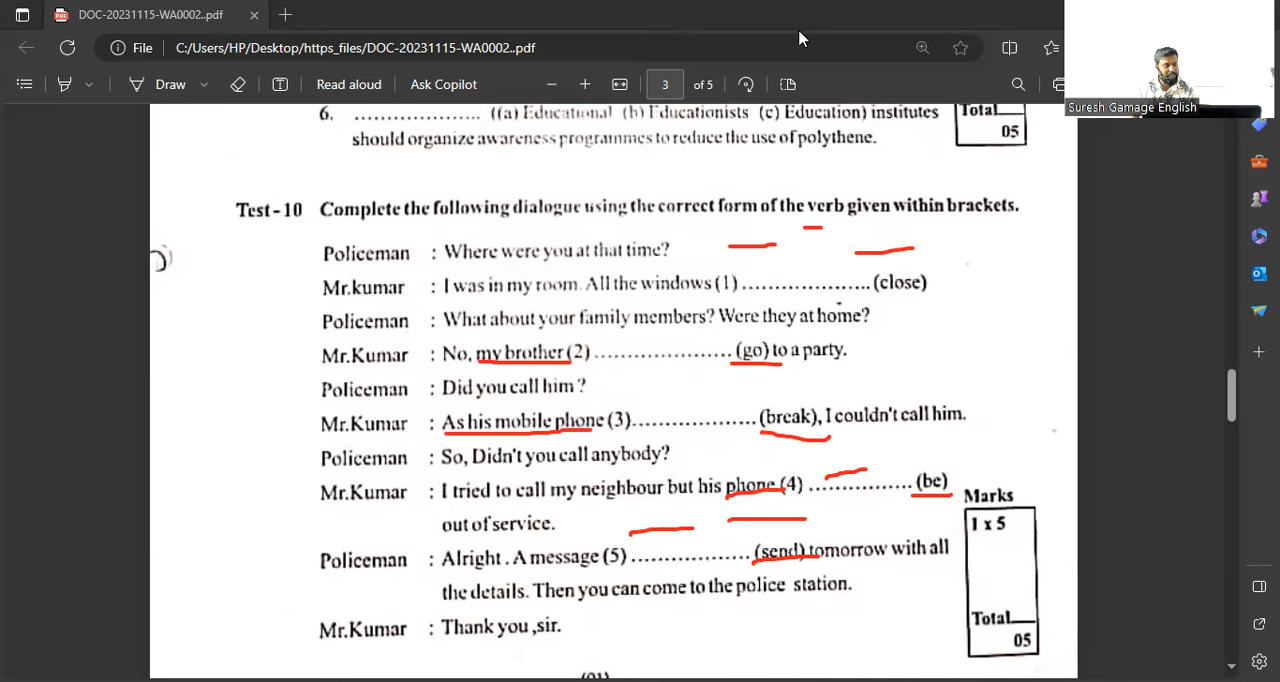 DOC-20231115-WA0002..pdf
File C:/Users/HP/Desktop/https_files/DOC-20231115-WA0002..pdf
Draw Read aloud Ask Copilot 3 of 5
Suresh Gamage English
6. .................... ((a) Educational (b) Educationists (c) Education) institutes
should organize awareness programmes to reduce the use of polythene.
Total
05
Test - 10 Complete the following dialogue using the correct form of the verb given within brackets.
Policeman : Where were you at that time?
Mr.kumar : I was in my room. All the windows (1) .................... (close)
Policeman : What about your family members? Were they at home?
Mr.Kumar : No, my brother (2) ...................... (go) to a party.
Policeman : Did you call him ?
Mr.Kumar : As his mobile phone (3)................... (break), I couldn't call him.
Policeman : So, Didn't you call anybody?
Mr.Kumar : I tried to call my neighbour but his phone (4) ................ (be)
out of service.
Policeman : Alright . A message (5) .................. (send) tomorrow with all
the details. Then you can come to the police station.
Mr.Kumar : Thank you ,sir.
Marks
1 x 5
Total
05